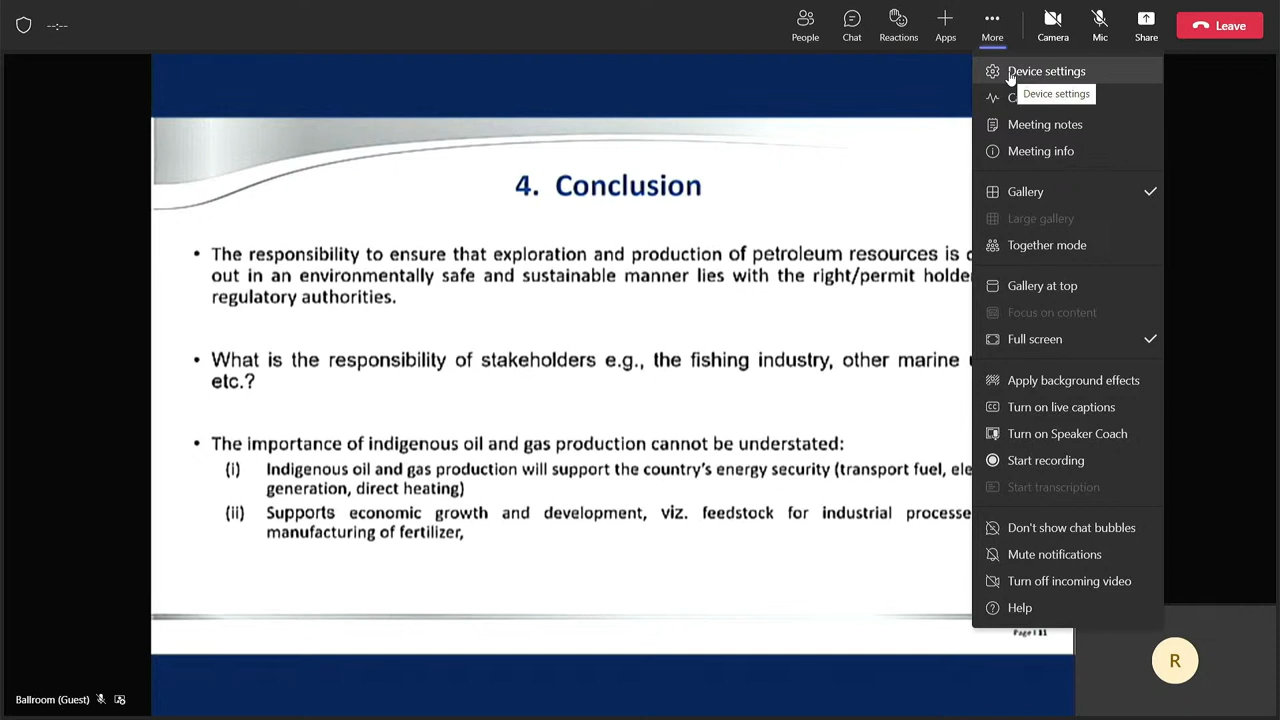 --:--
People
Chat
Reactions
Apps
More
Camera
Mic
Share
Leave
Device settings
Device settings
Meeting notes
Meeting info
Gallery
Large gallery
Together mode
Gallery at top
Focus on content
Full screen
Apply background effects
Turn on live captions
Turn on Speaker Coach
Start recording
Start transcription
Don't show chat bubbles
Mute notifications
Turn off incoming video
Help
4. Conclusion
• The responsibility to ensure that exploration and production of petroleum resources is
out in an environmentally safe and sustainable manner lies with the right/permit holder
regulatory authorities.
• What is the responsibility of stakeholders e.g., the fishing industry, other marine
etc.?
• The importance of indigenous oil and gas production cannot be understated:
(i) Indigenous oil and gas production will support the country's energy security (transport fuel,
generation, direct heating)
(ii) Supports economic growth and development, viz. feedstock for industrial processe
manufacturing of fertilizer,
Page | 11
Ballroom (Guest)
R